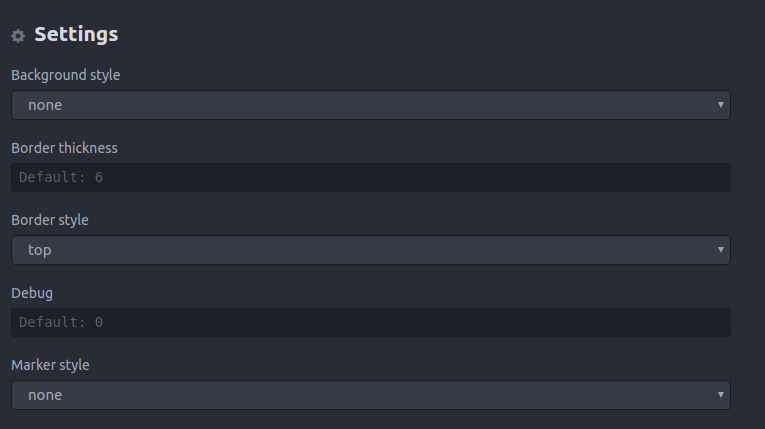 Settings
Background style
none
Border thickness
Default: 6
Border style
top
Debug
Default: 0
Marker style
none